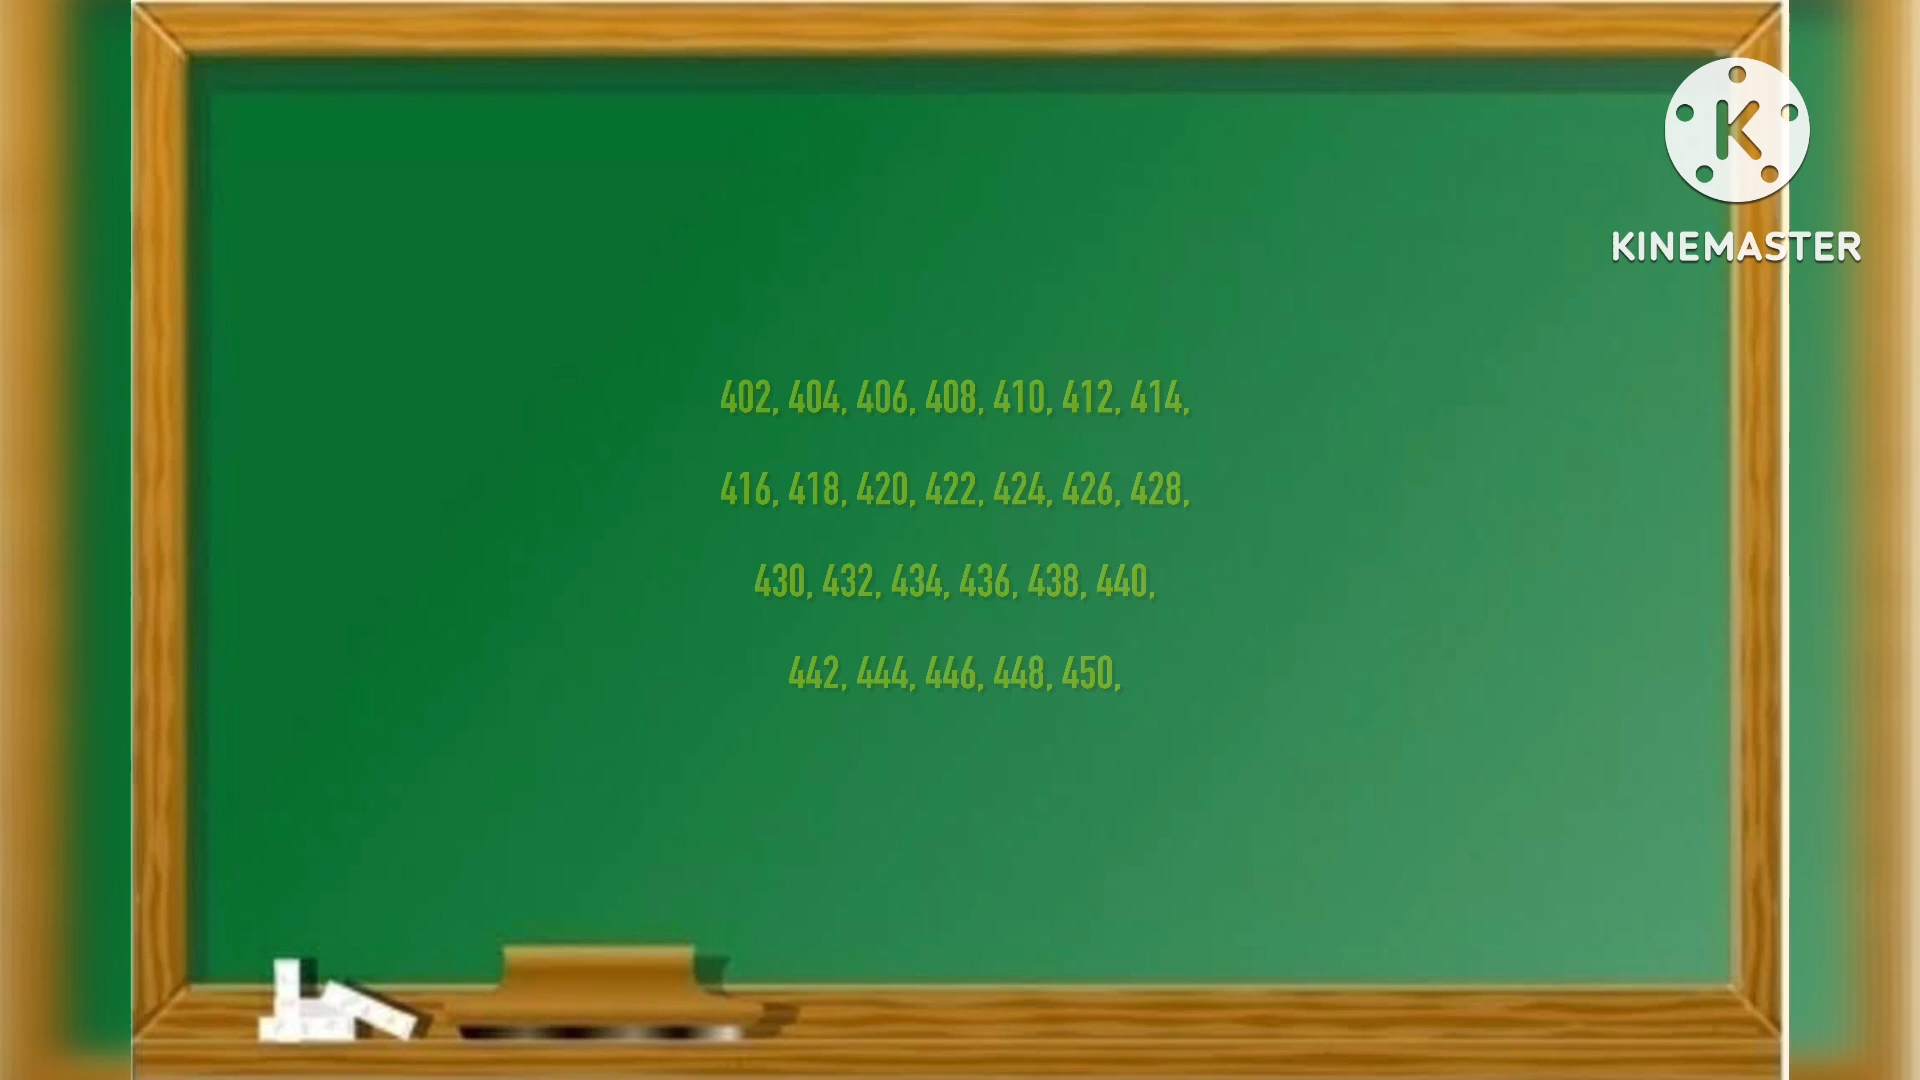 KINEMASTER
402, 404, 406, 408, 410, 412, 414,
416, 418, 420, 422, 424, 426, 428,
430, 432, 434, 436, 438, 440,
442, 444, 446, 448, 450,